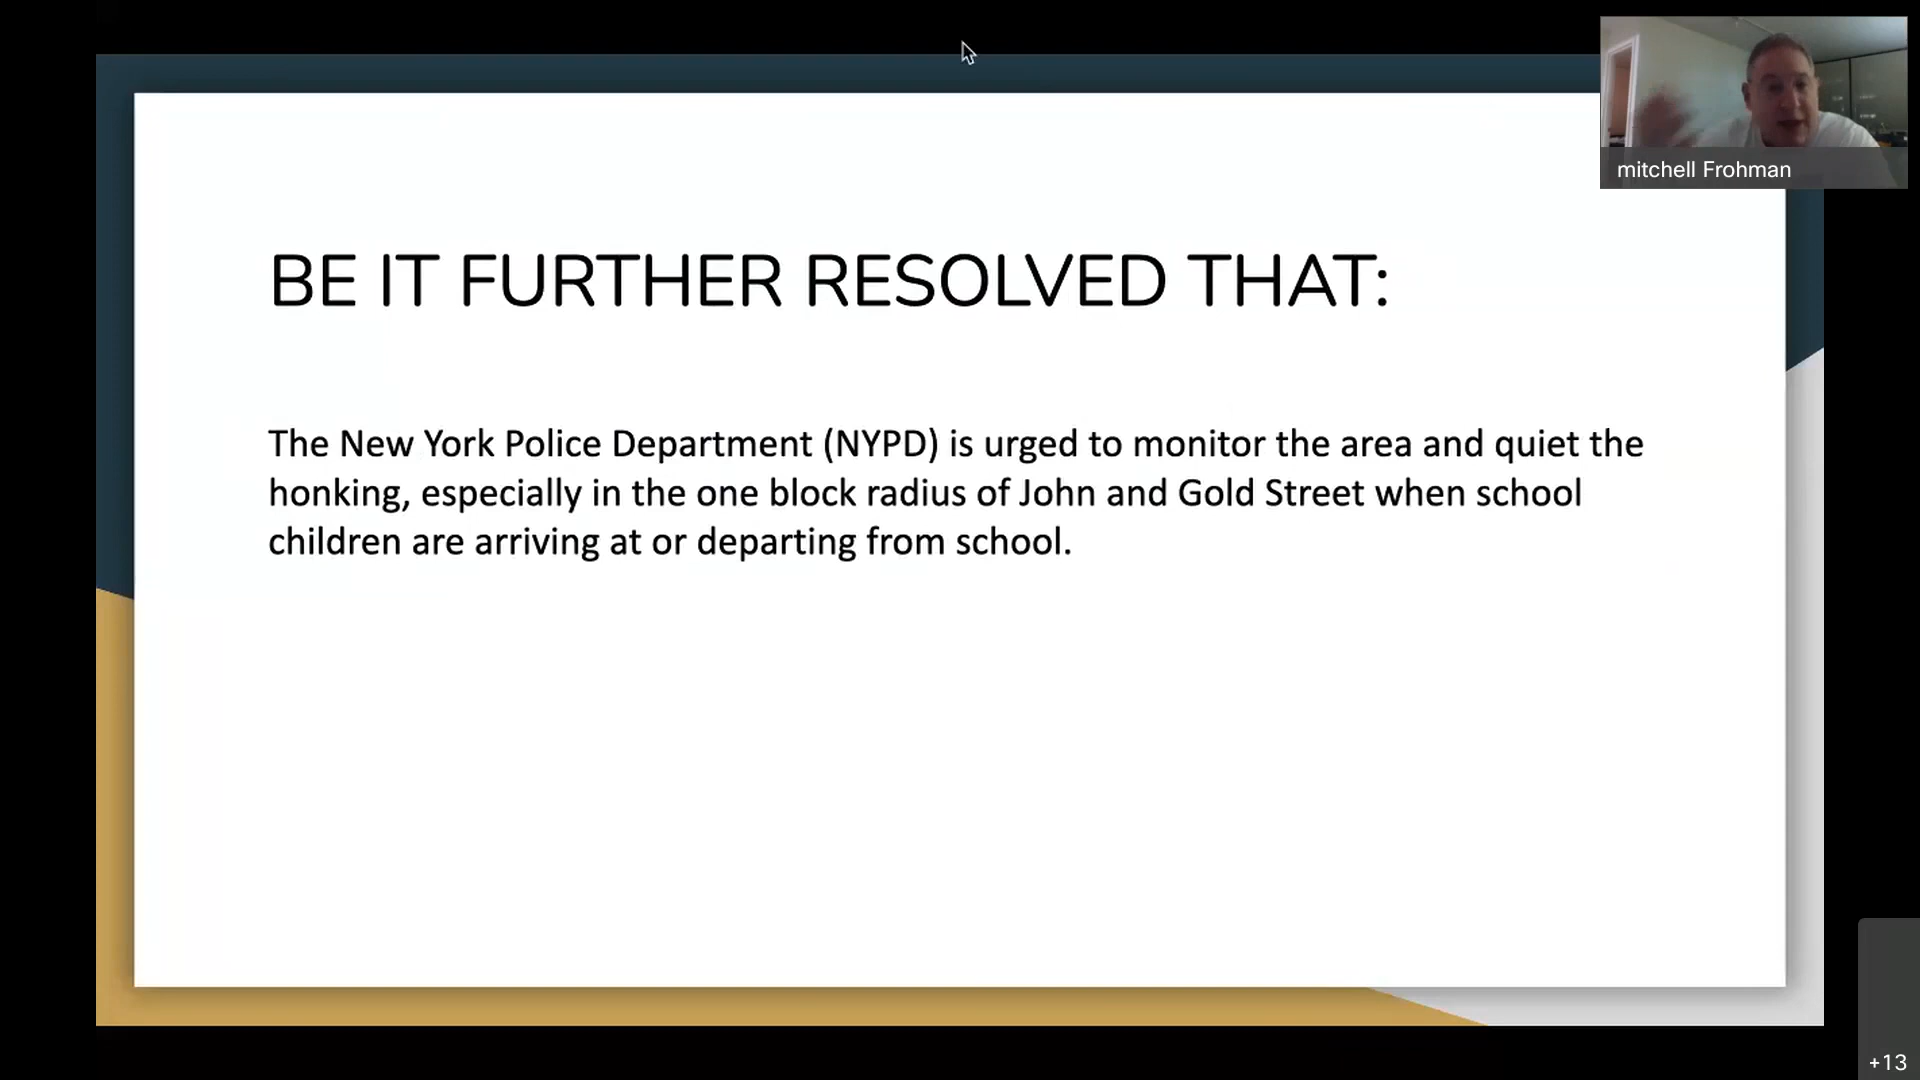 mitchell Frohman
BE IT FURTHER RESOLVED THAT:
The New York Police Department (NYPD) is urged to monitor the area and quiet the
honking, especially in the one block radius of John and Gold Street when school
children are arriving at or departing from school.
+13